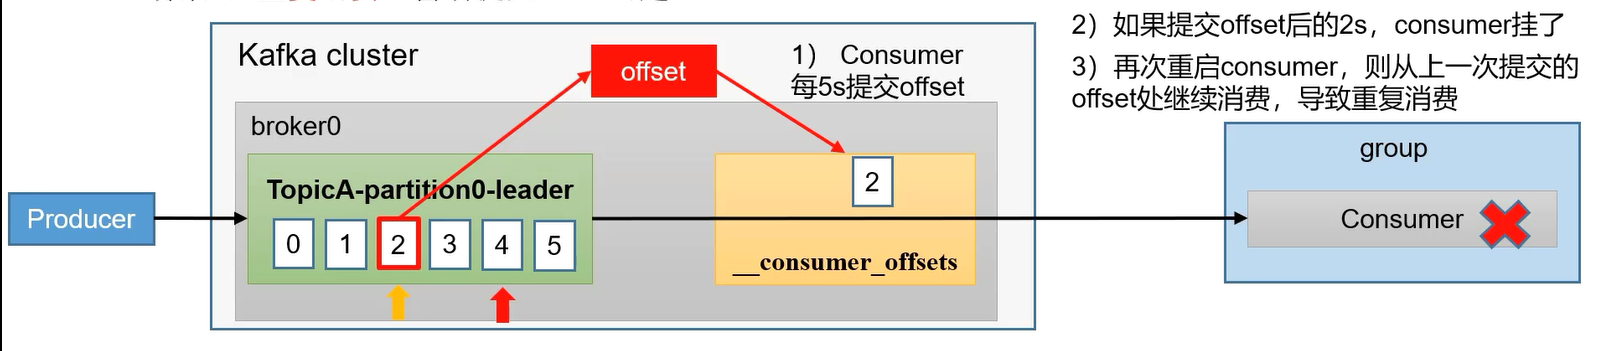 Kafka cluster
offset
1） Consumer
每5s提交offset
2）如果提交offset后的2s，consumer挂了
3）再次重启consumer，则从上一次提交的
offset处继续消费，导致重复消费
broker0
group
TopicA-partition0-leader
2
Producer
Consumer
0 1 2 3 4 5
__consumer_offsets